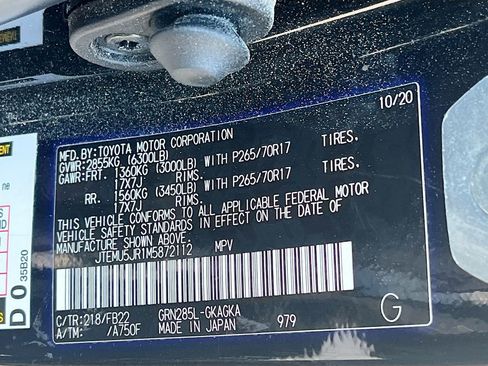 10/20
MFD.BY:TOYOTA MOTOR CORPORATION
GVWR:2855KG (6300LB)
GAWR:FRT. 1360KG (3000LB) WITH P265/70R17 TIRES.
17X7J RIMS.
RR. 1560KG (3450LB) WITH P265/70R17 TIRES.
17X7J RIMS.
THIS VEHICLE CONFORMS TO ALL APPLICABLE FEDERAL MOTOR
VEHICLE SAFETY STANDARDS IN EFFECT ON THE DATE OF
MANUFACTURE SHOWN ABOVE.
JTEMU5JR1M5872112 MPV
C/TR:218/FB22 GRN285L-GKAGKA
A/TM: /A750F MADE IN JAPAN 979
G
ne
D0
35B20